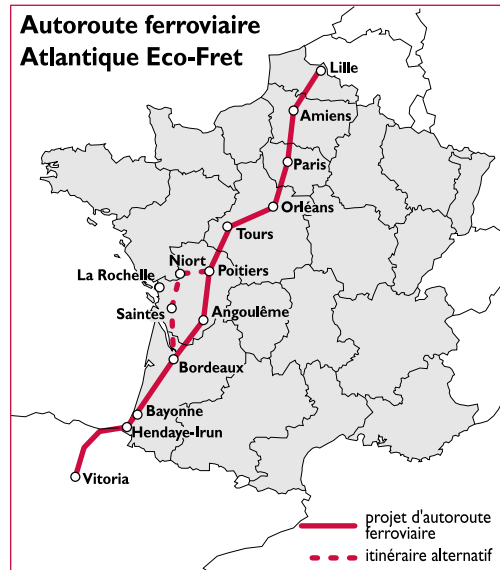 Autoroute ferroviaire
Atlantique Eco-Fret
Lille
Amiens
Paris
Orléans
Tours
Niort
La Rochelle
Poitiers
Saintes
Angoulême
Bordeaux
Bayonne
Hendaye-Irun
Vitoria
projet d'autoroute
ferroviaire
itinéraire alternatif